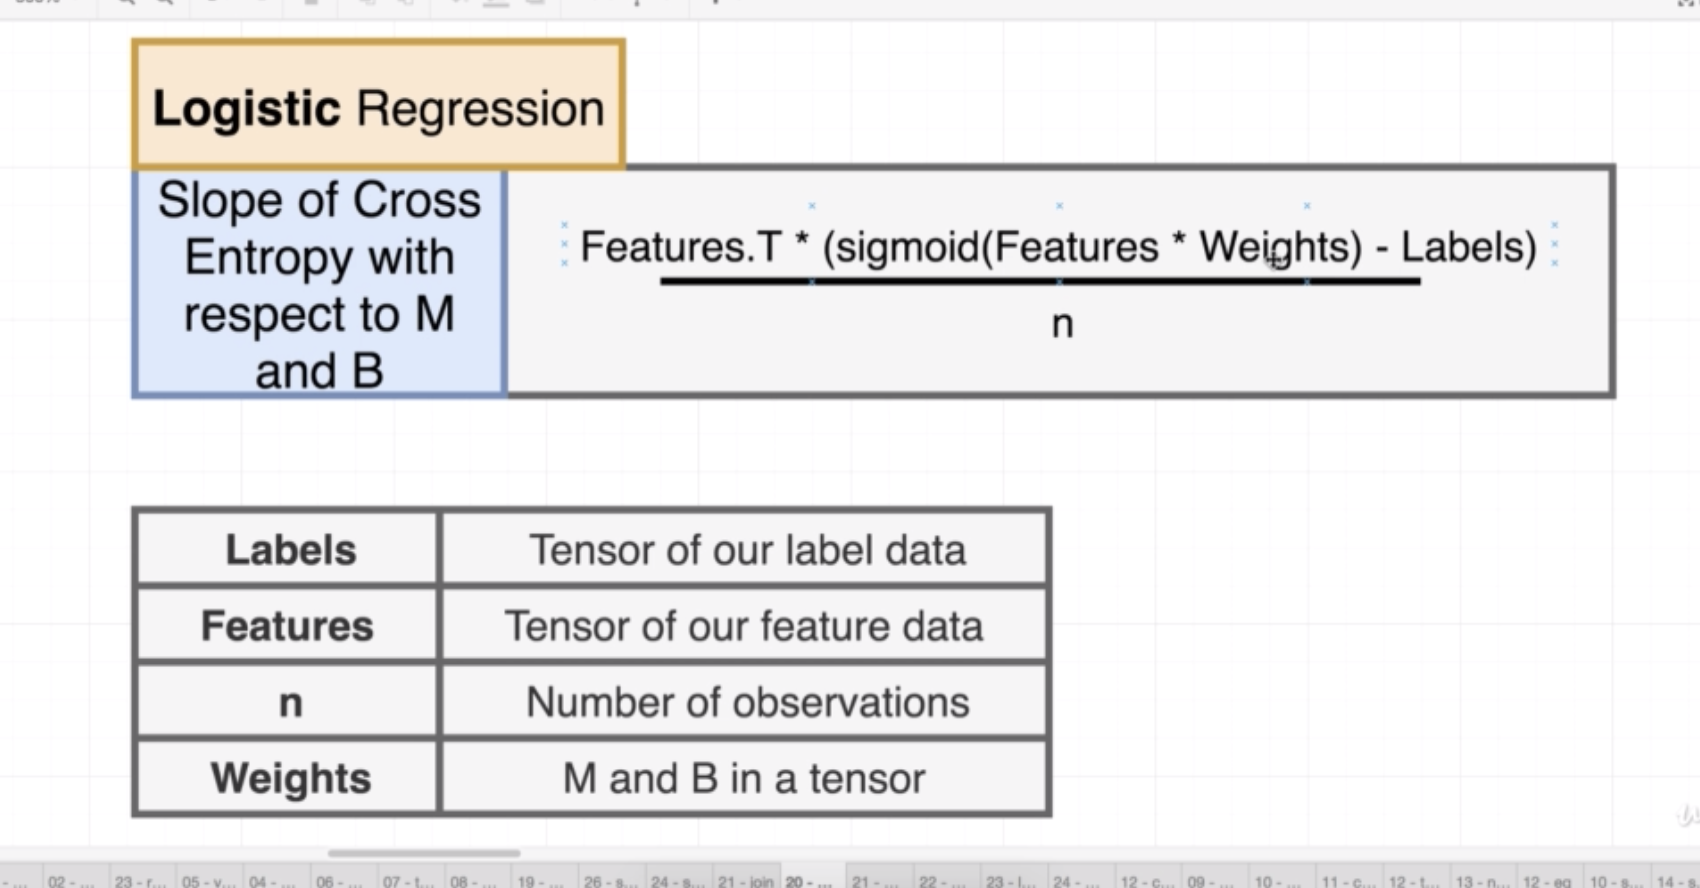 Logistic Regression
Slope of Cross
Entropy with
respect to M
and B
Features.T * (sigmoid(Features * Weights) - Labels)
n
Labels Tensor of our label data
Features Tensor of our feature data
n Number of observations
Weights M and B in a tensor
02 - ... 23 - r... 05 - v... 04 - ... 06 - ... 07 - t... 08 - ... 19 - ... 26 - s... 24 - s... 21 - join 20 - ... 21 - ... 22 - ... 23 - l... 24 - ... 12 - c... 09 - ... 10 - ... 11 - c... 12 - t... 13 - n... 12 - eq 10 - s... 14 - s